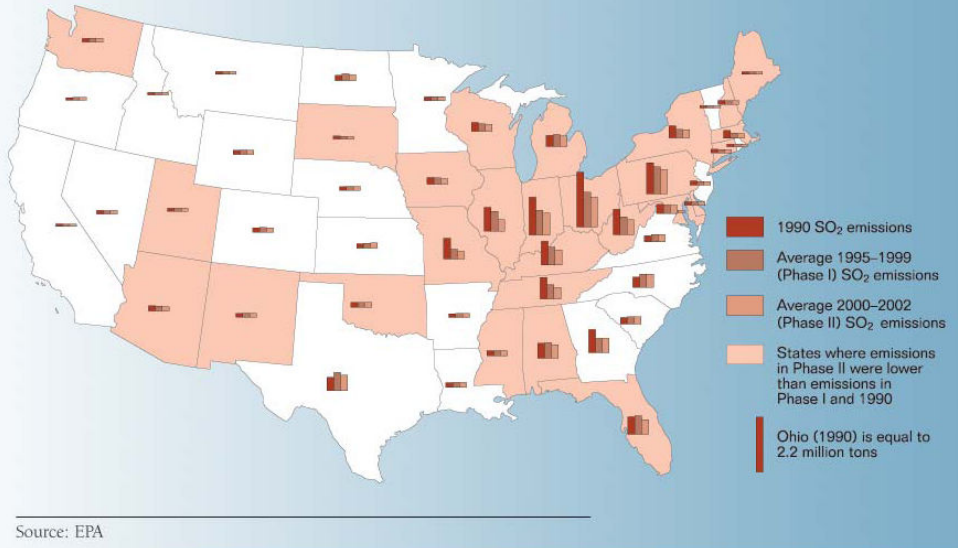 1990 SO₂ emissions
Average 1995–1999
(Phase I) SO₂ emissions
Average 2000–2002
(Phase II) SO₂ emissions
States where emissions
in Phase II were lower
than emissions in
Phase I and 1990
Ohio (1990) is equal to
2.2 million tons
Source: EPA